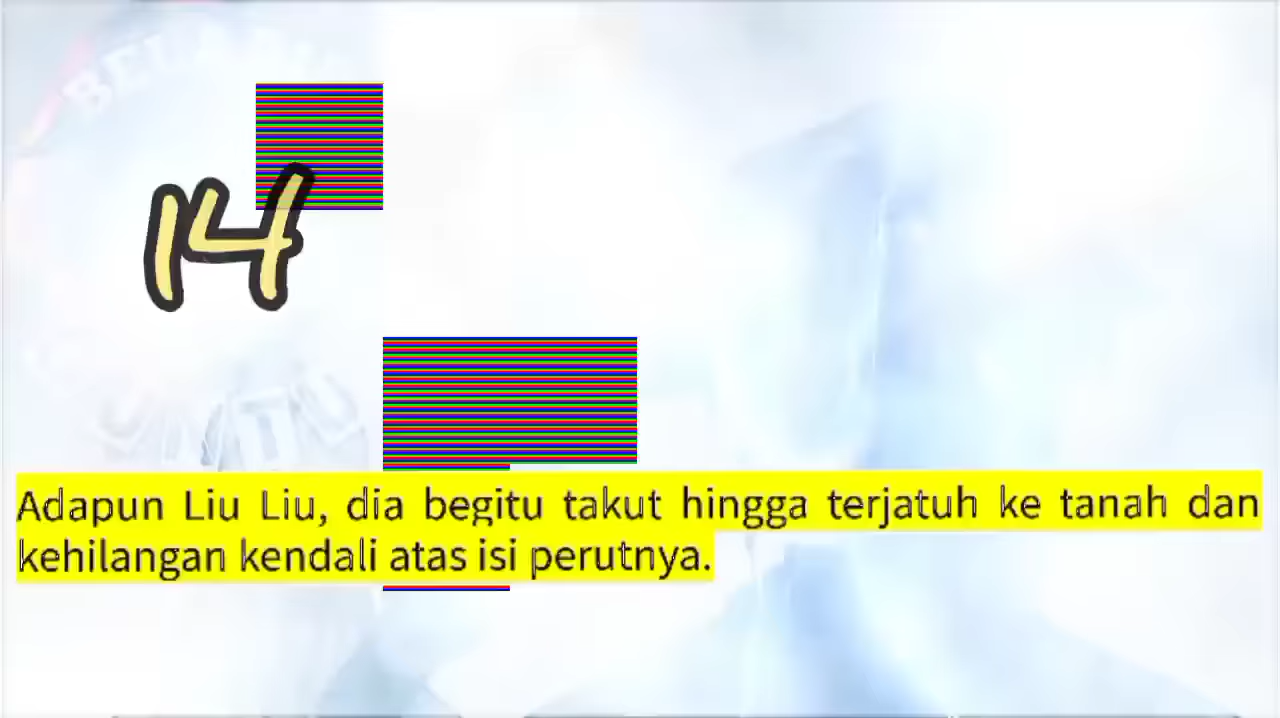 14
Adapun Liu Liu, dia begitu takut hingga terjatuh ke tanah dan
kehilangan kendali atas isi perutnya.